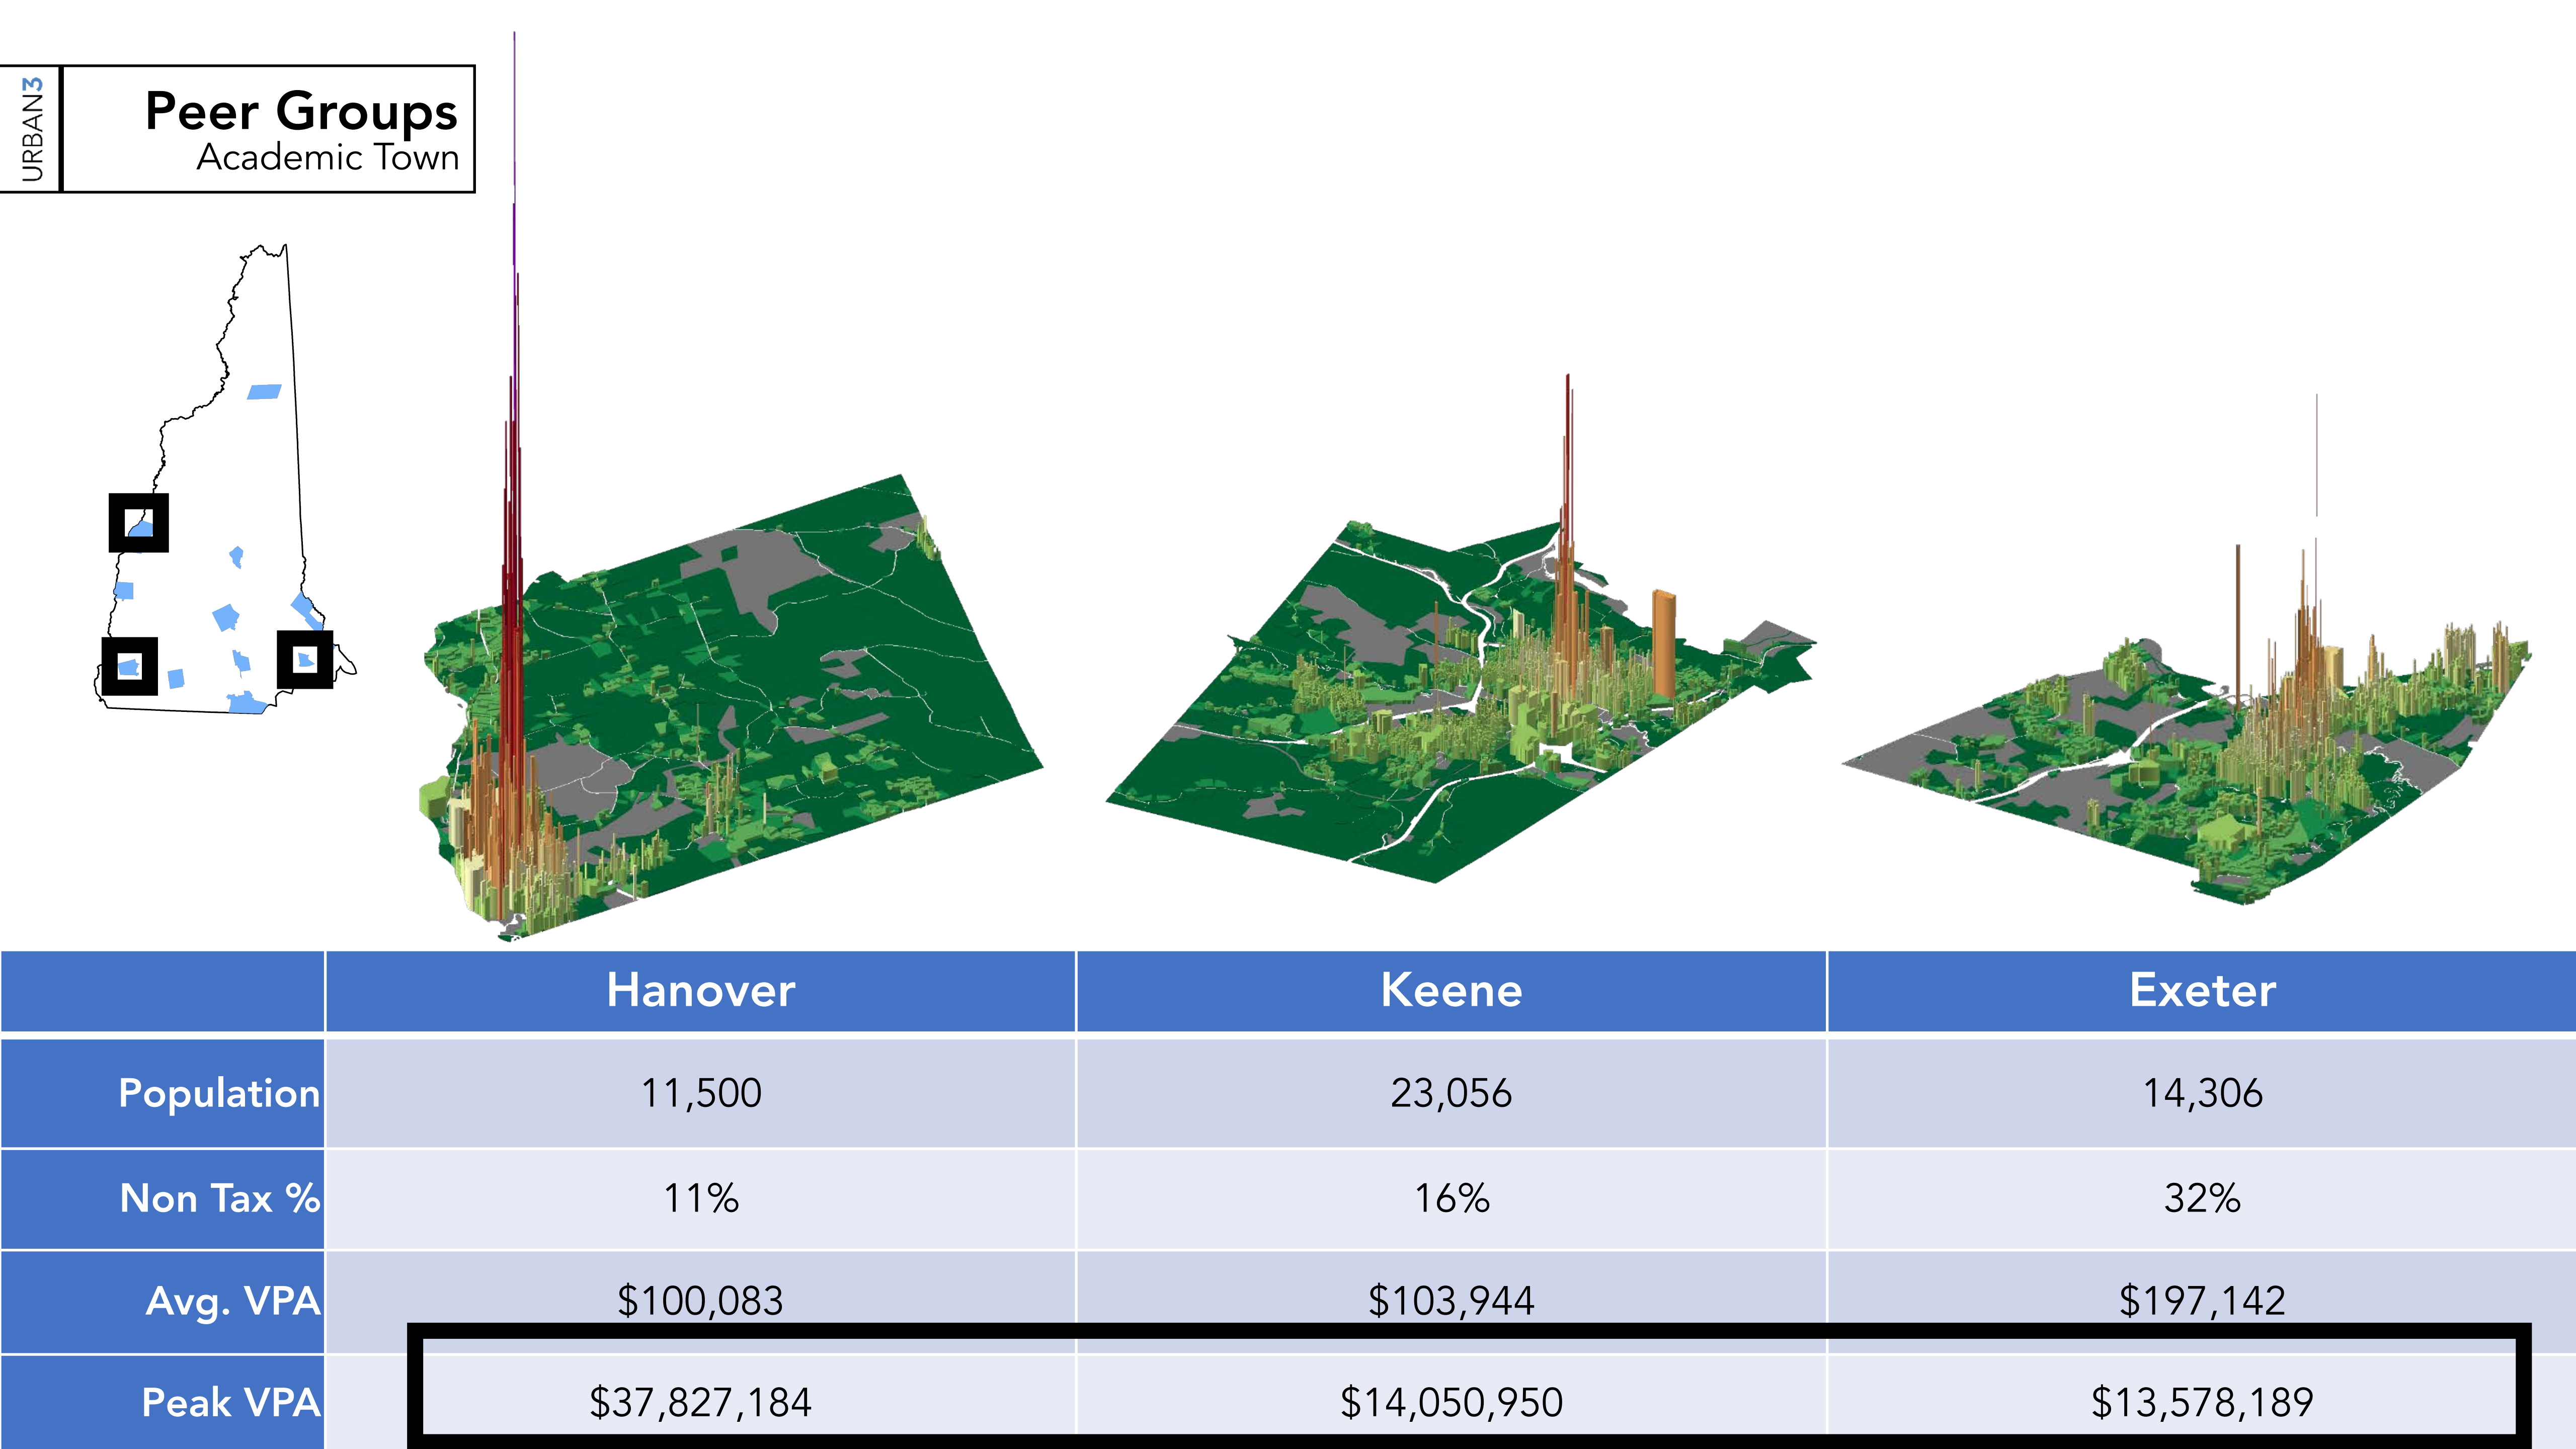 URBAN3
Peer Groups
Academic Town
Hanover Keene Exeter
Population 11,500 23,056 14,306
Non Tax % 11% 16% 32%
Avg. VPA $100,083 $103,944 $197,142
Peak VPA $37,827,184 $14,050,950 $13,578,189